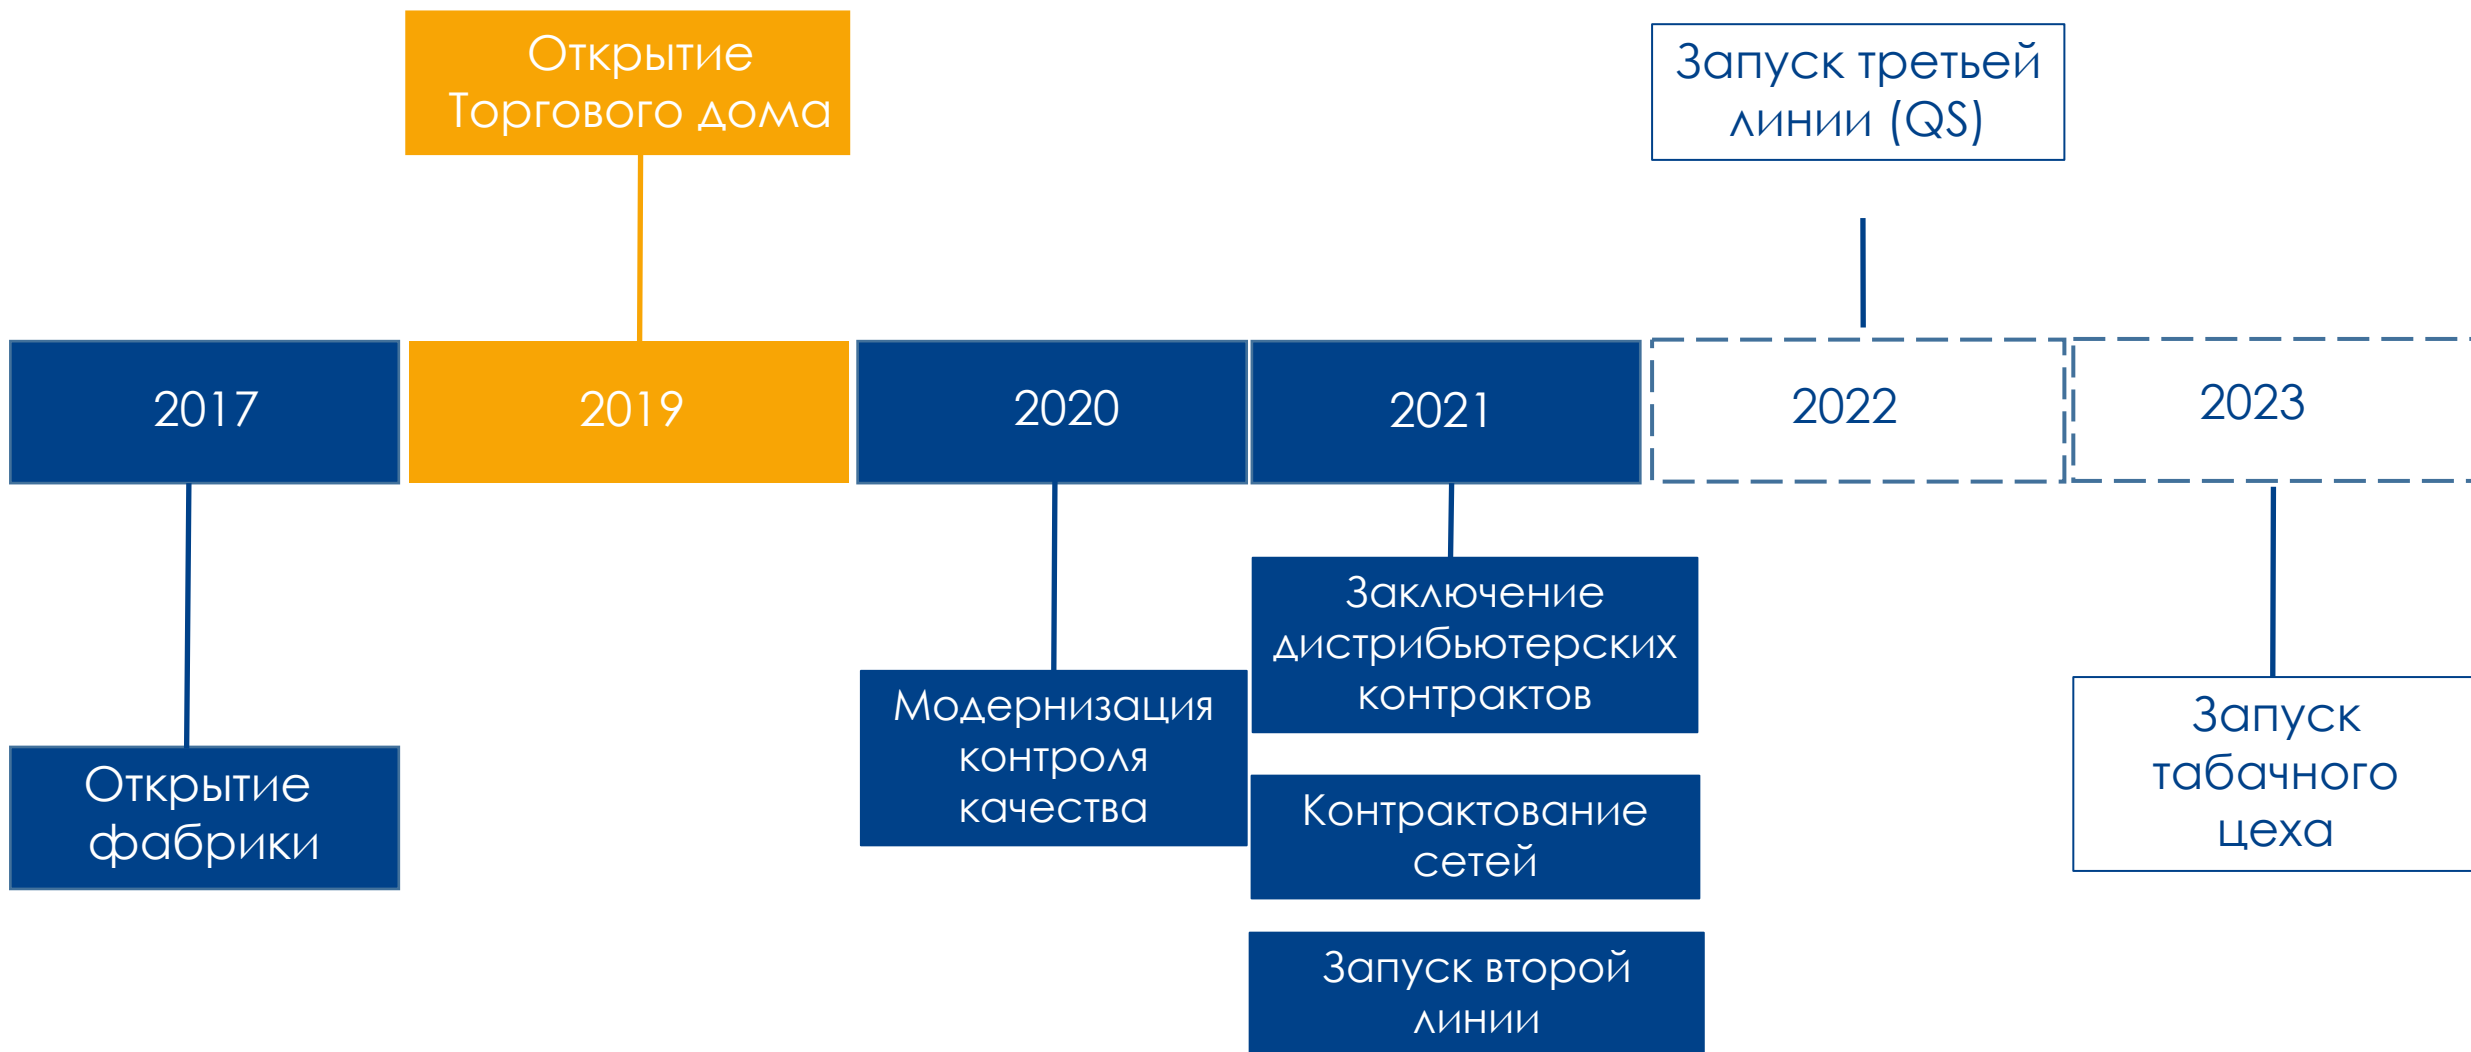 Открытие
Торгового дома
Запуск третьей
линии (QS)
2017
2019
2020
2021
2022
2023
Открытие
фабрики
Модернизация
контроля
качества
Заключение
дистрибьютерских
контрактов
Контрактование
сетей
Запуск второй
линии
Запуск
табачного
цеха